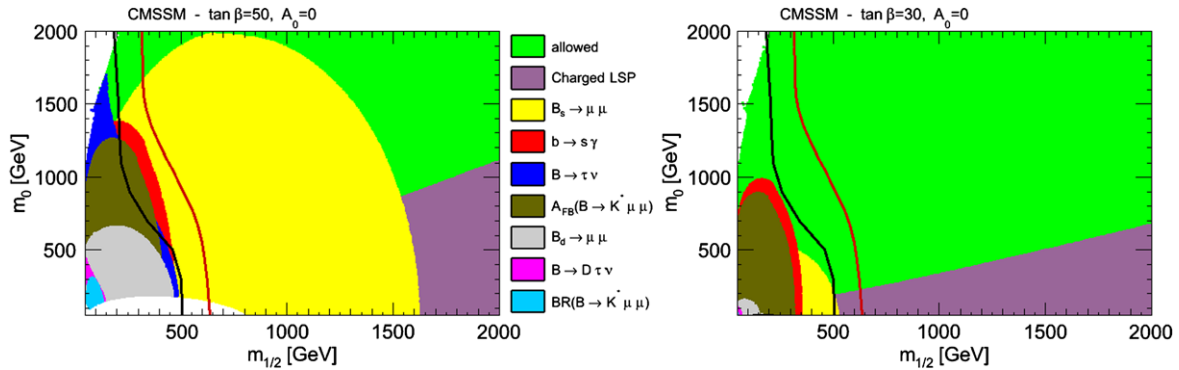 CMSSM - tan β=50, A₀=0
2000
1500
1000
500
m₀ [GeV]
500 1000 1500 2000
m₁/₂ [GeV]
allowed
Charged LSP
Bₛ → μ μ
b → s γ
B → τ ν
A_FB(B → K* μ μ)
B_d → μ μ
B → D τ ν
BR(B → K* μ μ)
CMSSM - tan β=30, A₀=0
2000
1500
1000
500
m₀ [GeV]
500 1000 1500 2000
m₁/₂ [GeV]